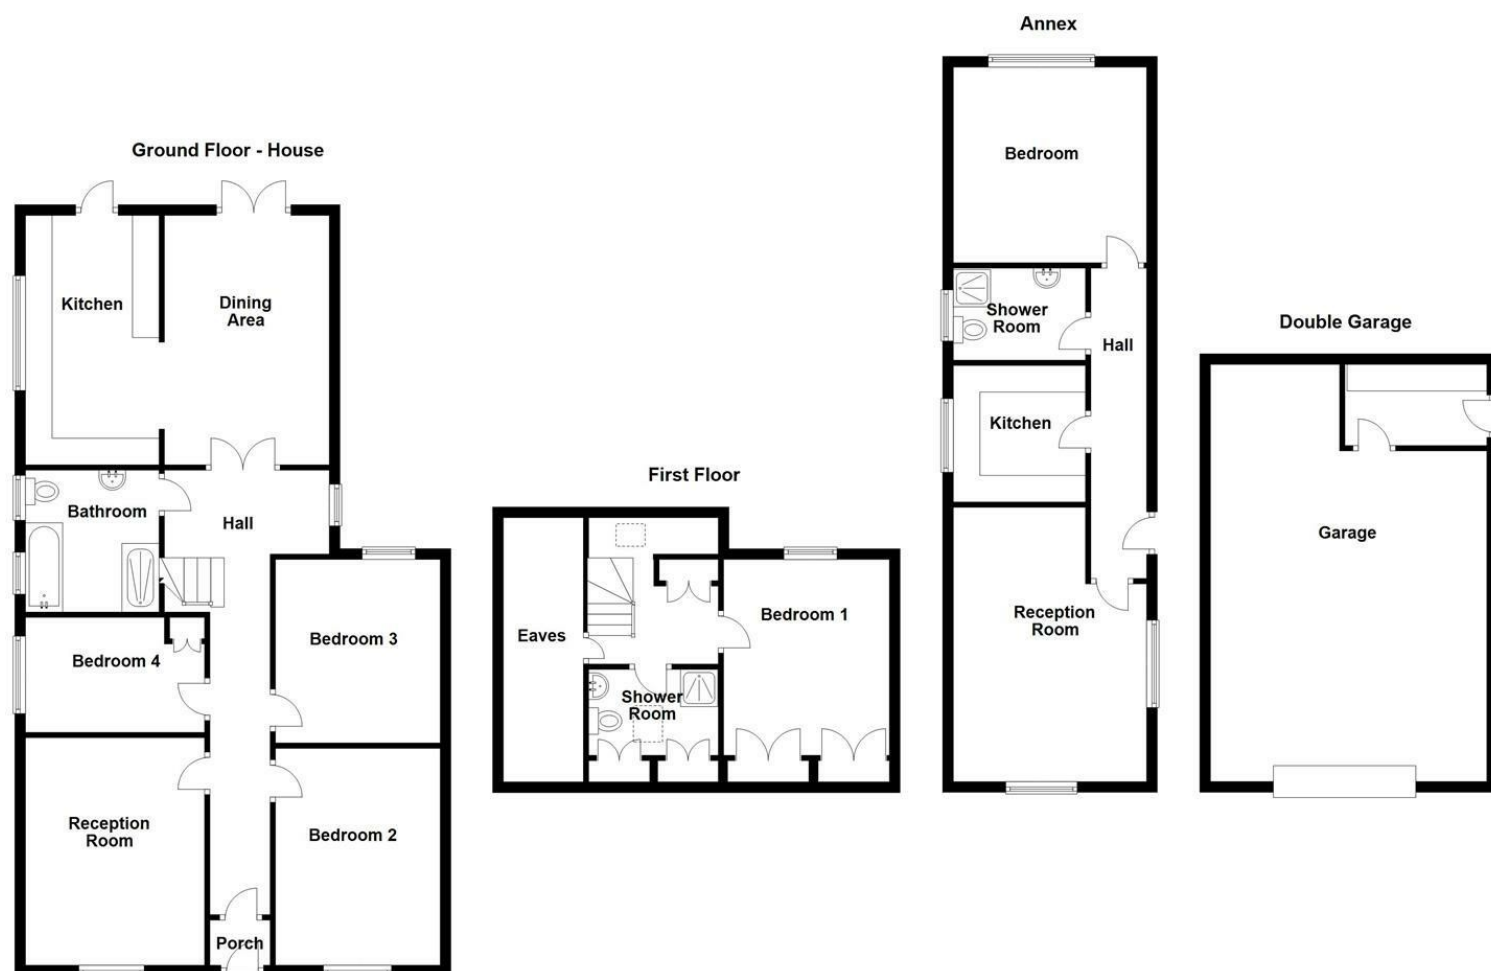 Ground Floor - House
Kitchen
Dining
Area
Bathroom
Hall
Bedroom 4
Bedroom 3
Reception
Room
Bedroom 2
Porch
First Floor
Eaves
Bedroom 1
Shower
Room
Annex
Bedroom
Shower
Room
Hall
Kitchen
Reception
Room
Double Garage
Garage